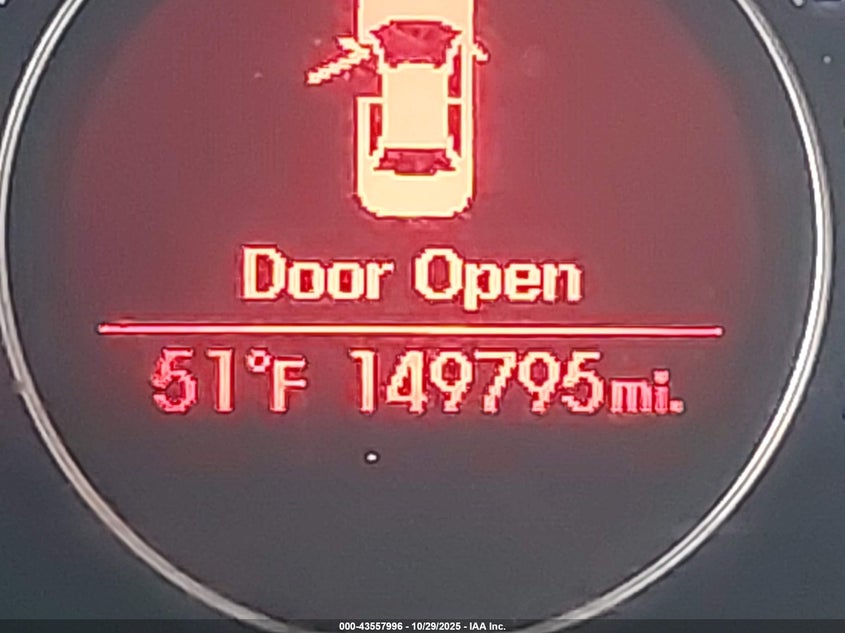 Door Open
51°F 149795mi.
000-43557996 - 10/29/2025 - IAA Inc.